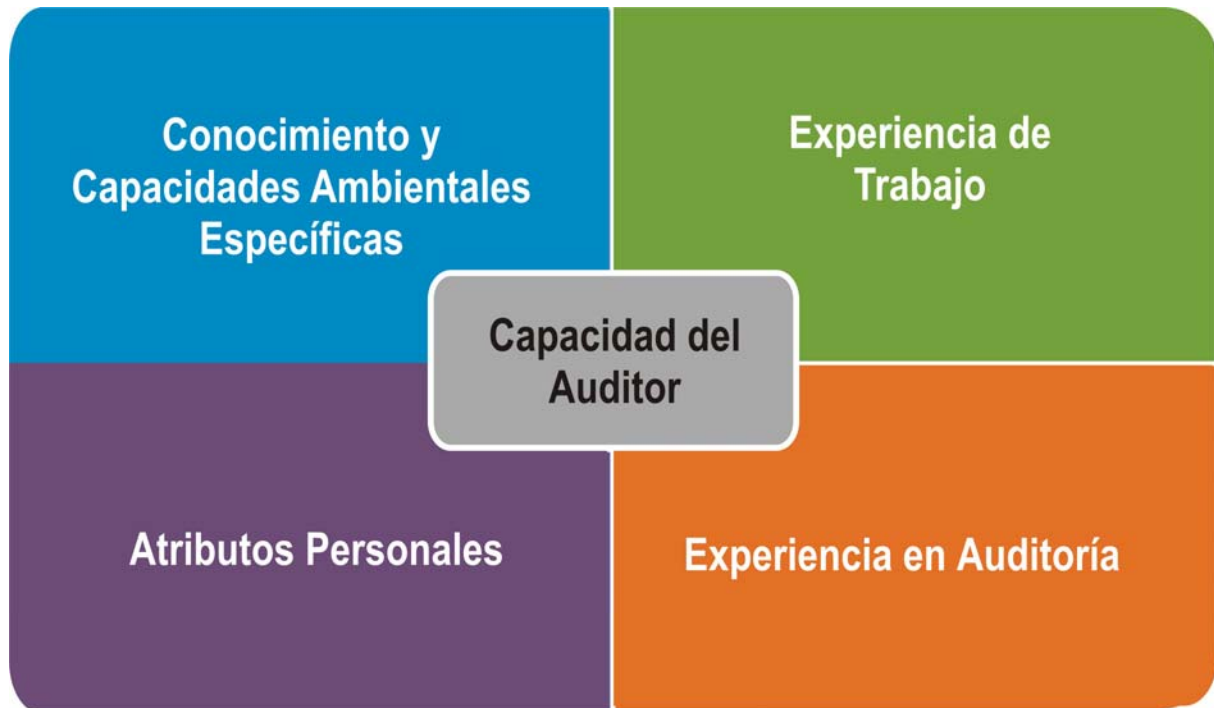 Conocimiento y
Capacidades Ambientales
Específicas
Experiencia de
Trabajo
Capacidad del
Auditor
Atributos Personales
Experiencia en Auditoría